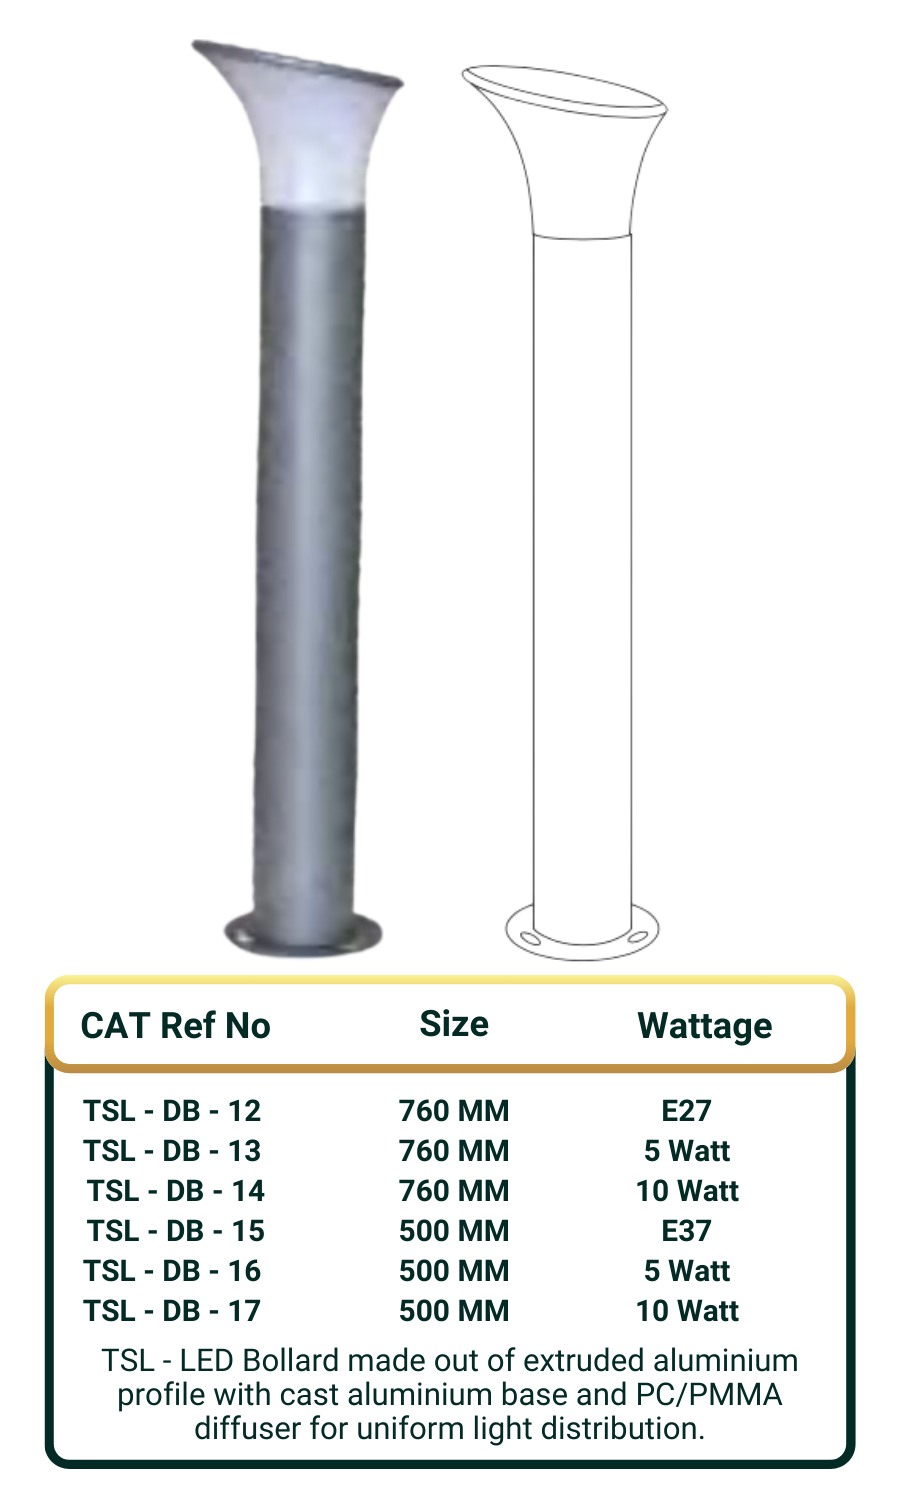 CAT Ref No Size Wattage
TSL - DB - 12 760 MM E27
TSL - DB - 13 760 MM 5 Watt
TSL - DB - 14 760 MM 10 Watt
TSL - DB - 15 500 MM E37
TSL - DB - 16 500 MM 5 Watt
TSL - DB - 17 500 MM 10 Watt
TSL - LED Bollard made out of extruded aluminium
profile with cast aluminium base and PC/PMMA
diffuser for uniform light distribution.